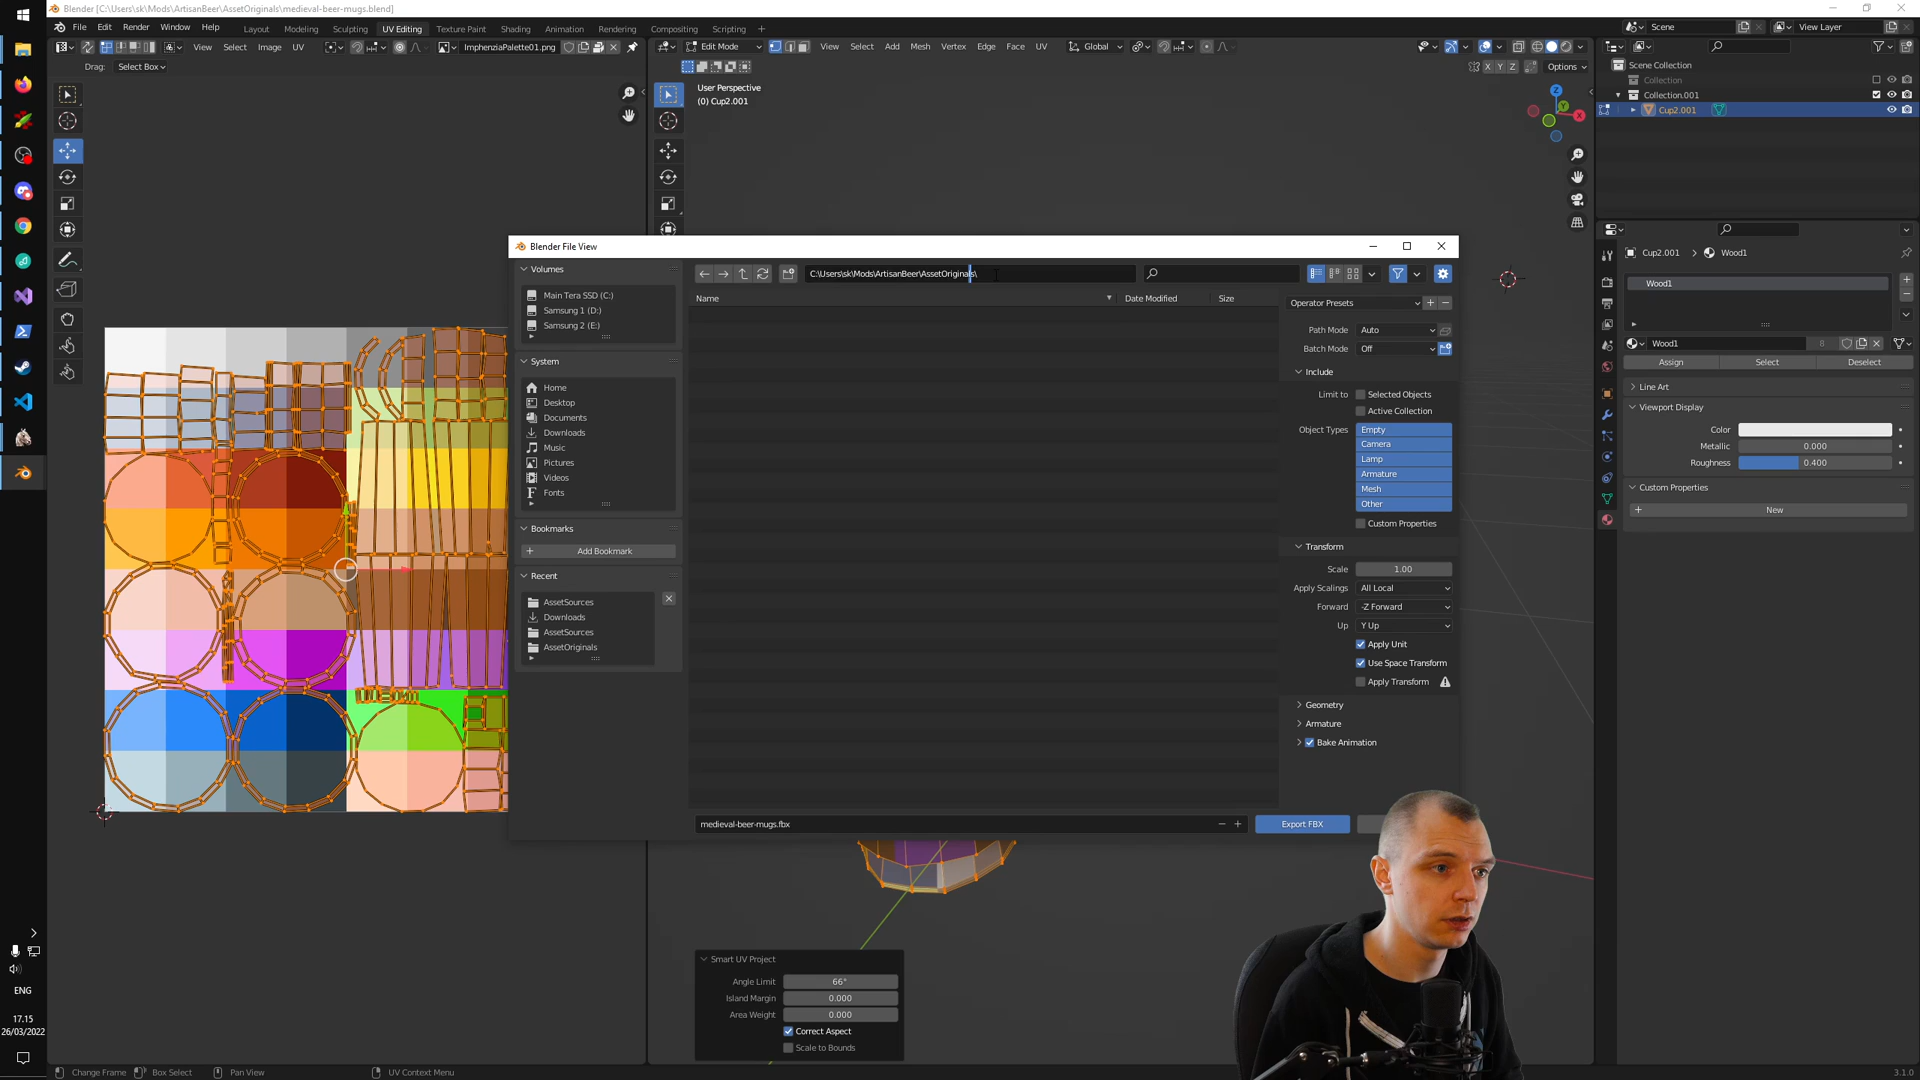 Blender [C:\Users\sk\Mods\ArtisanBeer\AssetOriginals\medieval-beer-mugs.blend]
File Edit Render Window Help Layout Modeling Sculpting UV Editing Texture Paint Shading Animation Rendering Compositing Geometry Nodes Scripting Scene View Layer
View Select Image UV ImphenziaPalette01.png Edit Mode View Select Add Mesh Vertex Edge Face UV Global
Drag: Select Box X Y Z Options
User Perspective
(0) Cup2.001
Scene Collection
Collection
Collection.001
Cup2.001
Z
Y
X
Blender File View
Volumes
Main Tera SSD (C:)
Samsung 1 (D:)
Samsung 2 (E:)
System
Home
Desktop
Documents
Downloads
Music
Pictures
Videos
Fonts
Bookmarks
Add Bookmark
Recent
AssetSources
Downloads
AssetSources
AssetOriginals
C:\Users\sk\Mods\ArtisanBeer\AssetOriginals\
Name Date Modified Size
medieval-beer-mugs.fbx
Export FBX
Operator Presets
Path Mode Auto
Batch Mode Off
Include
Limit to Selected Objects
Active Collection
Object Types Empty
Camera
Lamp
Armature
Mesh
Other
Custom Properties
Transform
Scale 1.00
Apply Scalings All Local
Forward -Z Forward
Up Y Up
Apply Unit
Use Space Transform
Apply Transform
Geometry
Armature
Bake Animation
Cup2.001 Wood1
Wood1
Wood1 8
Assign Select Deselect
Line Art
Viewport Display
Color
Metallic 0.000
Roughness 0.400
Custom Properties
New
Smart UV Project
Angle Limit 66°
Island Margin 0.000
Area Weight 0.000
Correct Aspect
Scale to Bounds
ENG
17.15
26/03/2022
Change Frame Box Select Pan View UV Context Menu 3.1.0